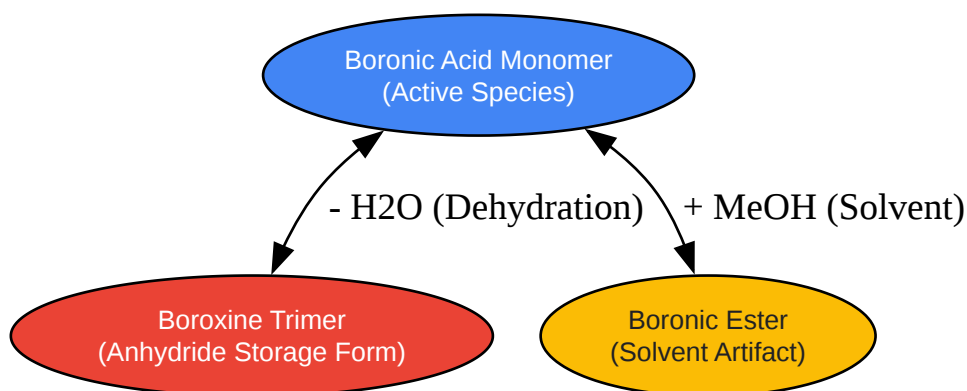 Boronic Acid Monomer
(Active Species)
- H2O (Dehydration)
+ MeOH (Solvent)
Boroxine Trimer
(Anhydride Storage Form)
Boronic Ester
(Solvent Artifact)